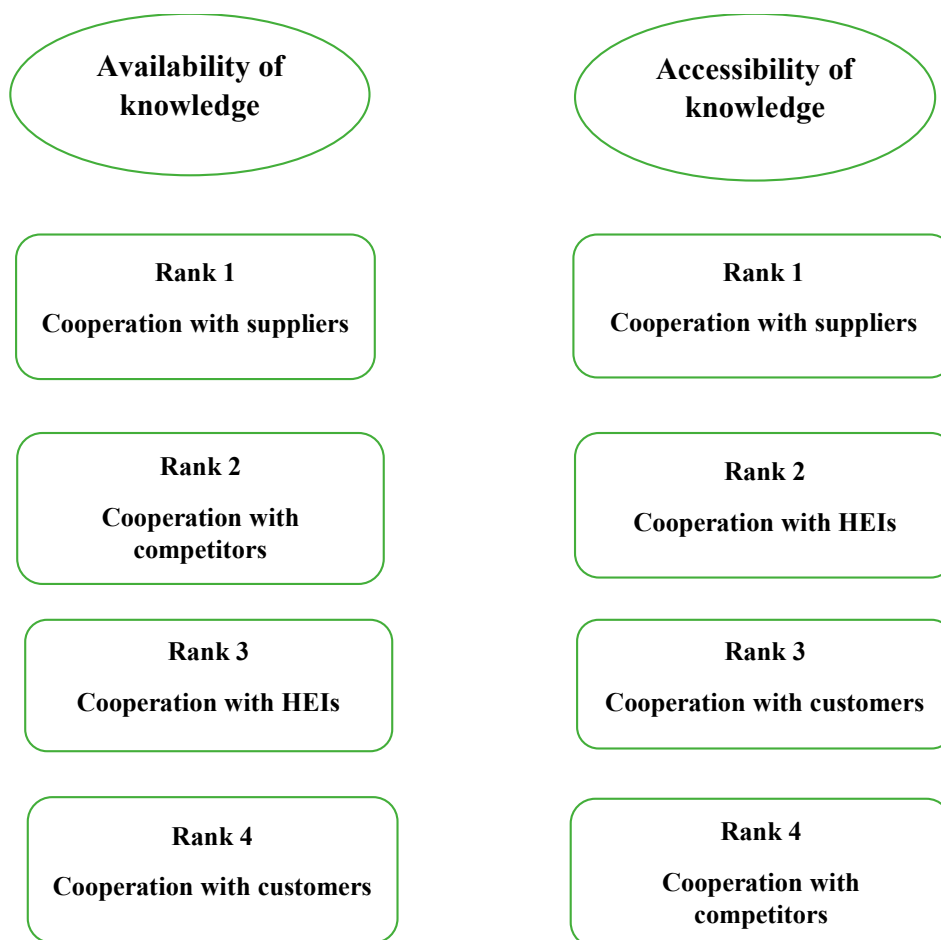 Availability of
knowledge
Accessibility of
knowledge
Rank 1
Cooperation with suppliers
Rank 1
Cooperation with suppliers
Rank 2
Cooperation with
competitors
Rank 2
Cooperation with HEIs
Rank 3
Cooperation with HEIs
Rank 3
Cooperation with customers
Rank 4
Cooperation with customers
Rank 4
Cooperation with
competitors